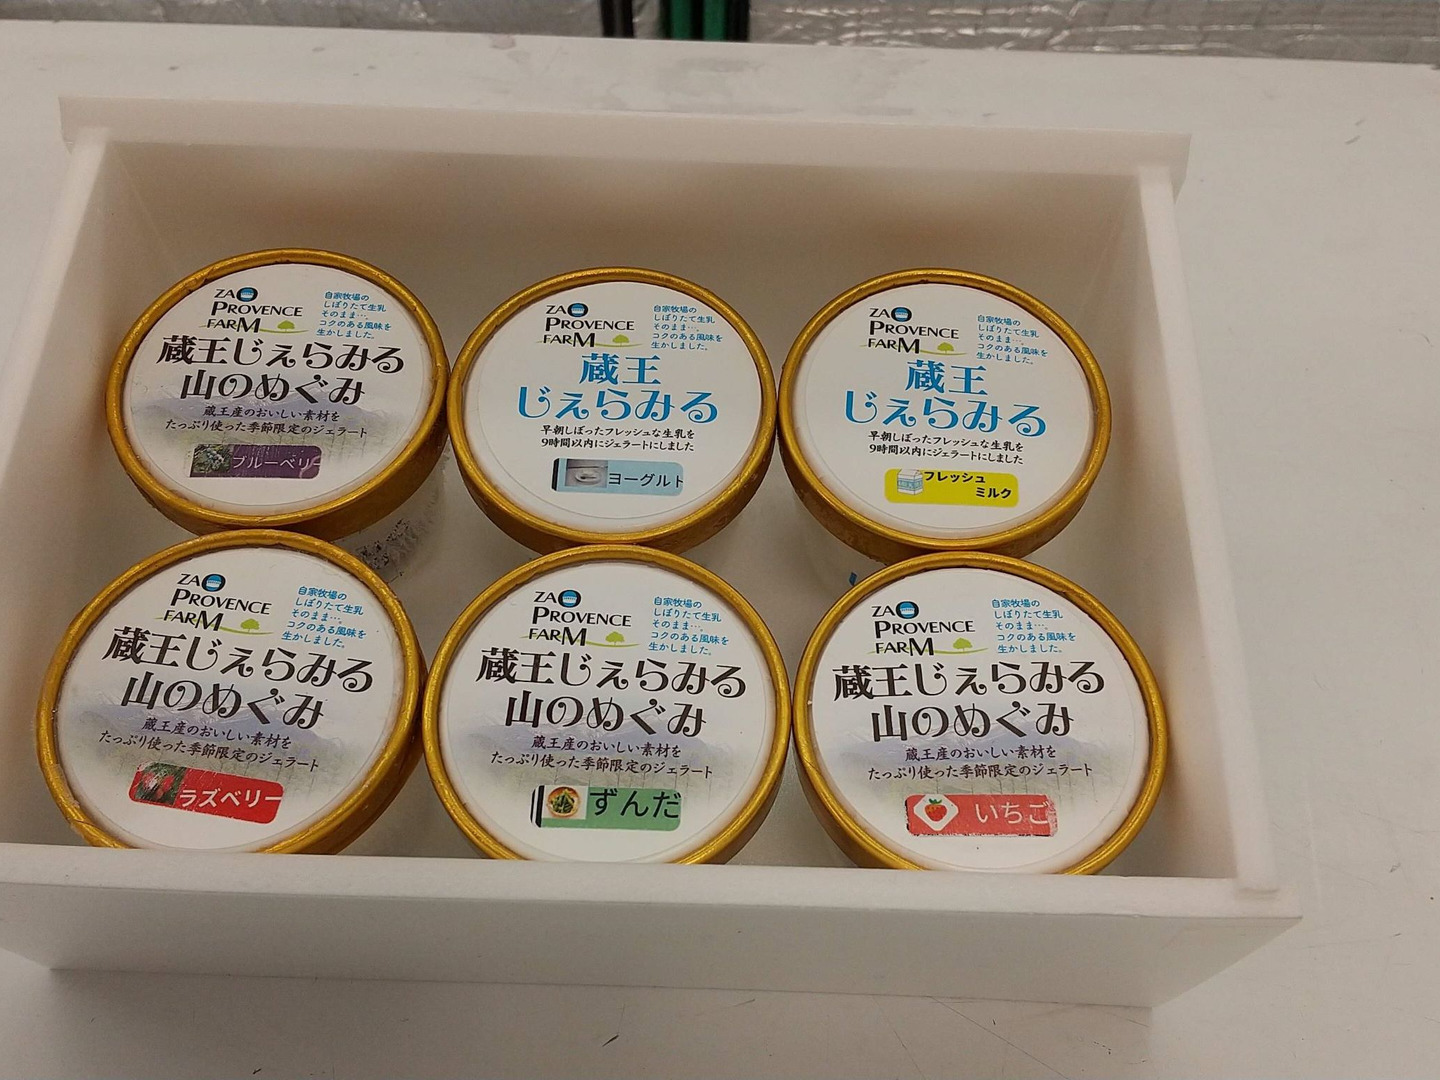 ZAO
PROVENCE
FARM
自家牧場の
しぼりたて生乳
そのまま…。
コクのある風味を
生かしました。
蔵王じぇらみる
山のめぐみ
蔵王産のおいしい素材を
たっぷり使った季節限定のジェラート
ブルーベリー
ZAO
PROVENCE
FARM
自家牧場の
しぼりたて生乳
そのまま…。
コクのある風味を
生かしました。
蔵王
じぇらみる
早朝しぼったフレッシュな生乳を
9時間以内にジェラートにしました
ヨーグルト
ZAO
PROVENCE
FARM
自家牧場の
しぼりたて生乳
そのまま…。
コクのある風味を
生かしました。
蔵王
じぇらみる
早朝しぼったフレッシュな生乳を
9時間以内にジェラートにしました
フレッシュ
ミルク
ZAO
PROVENCE
FARM
自家牧場の
しぼりたて生乳
そのまま…。
コクのある風味を
生かしました。
蔵王じぇらみる
山のめぐみ
蔵王産のおいしい素材を
たっぷり使った季節限定のジェラート
ラズベリー
ZAO
PROVENCE
FARM
自家牧場の
しぼりたて生乳
そのまま…。
コクのある風味を
生かしました。
蔵王じぇらみる
山のめぐみ
蔵王産のおいしい素材を
たっぷり使った季節限定のジェラート
ずんだ
ZAO
PROVENCE
FARM
自家牧場の
しぼりたて生乳
そのまま…。
コクのある風味を
生かしました。
蔵王じぇらみる
山のめぐみ
蔵王産のおいしい素材を
たっぷり使った季節限定のジェラート
いちご